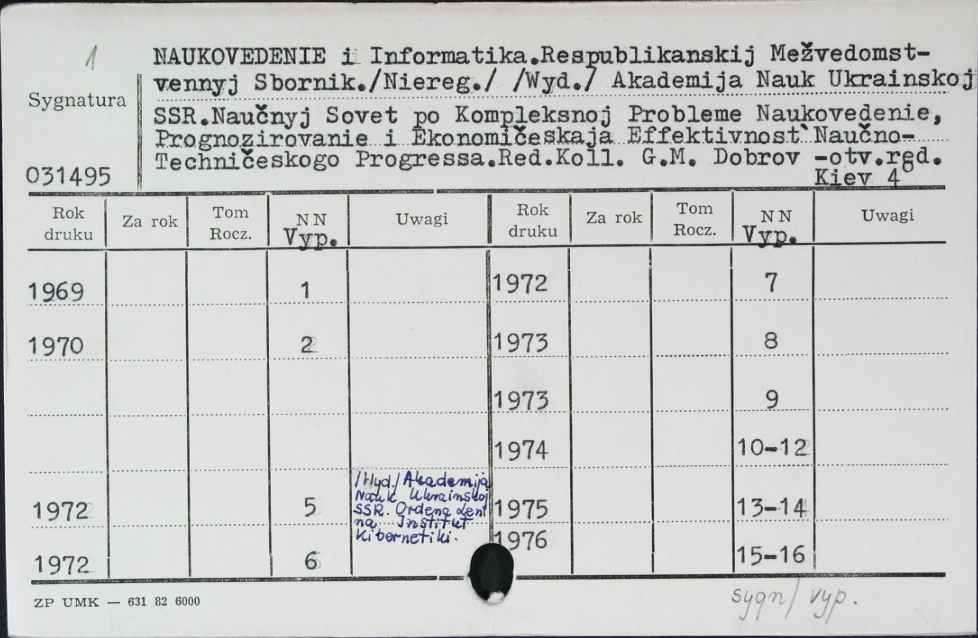 1
NAUKOVEDENIE i Informatika.Respublikanskij Mežvedomst-
vennyj Sbornik./Niereg./ /Wyd./ Akademija Nauk Ukrainskoj
Sygnatura
SSR.Naučnyj Sovet po Kompleksnoj Probleme Naukovedenie,
Prognozirovanie i Ekonomičeskaja Effektivnost`Naučno-
Techničeskogo Progressa.Red.Koll. G.M. Dobrov -otv.red.
031495 Kiev 4°
Rok druku Za rok Tom Rocz. NN Vyp. Uwagi Rok druku Za rok Tom Rocz. NN Vyp. Uwagi
1969 1 1972 7
1970 2 1973 8
1973 9
1974 10-12
/Wyd./ Akademija
Nauk Ukrainskoj
1972 5 SSR. Ordena Leni 1975 13-14
na Institut
Kibernetiki. 1976
1972 6 15-16
ZP UMK — 631 82 6000
sygn/ vyp.